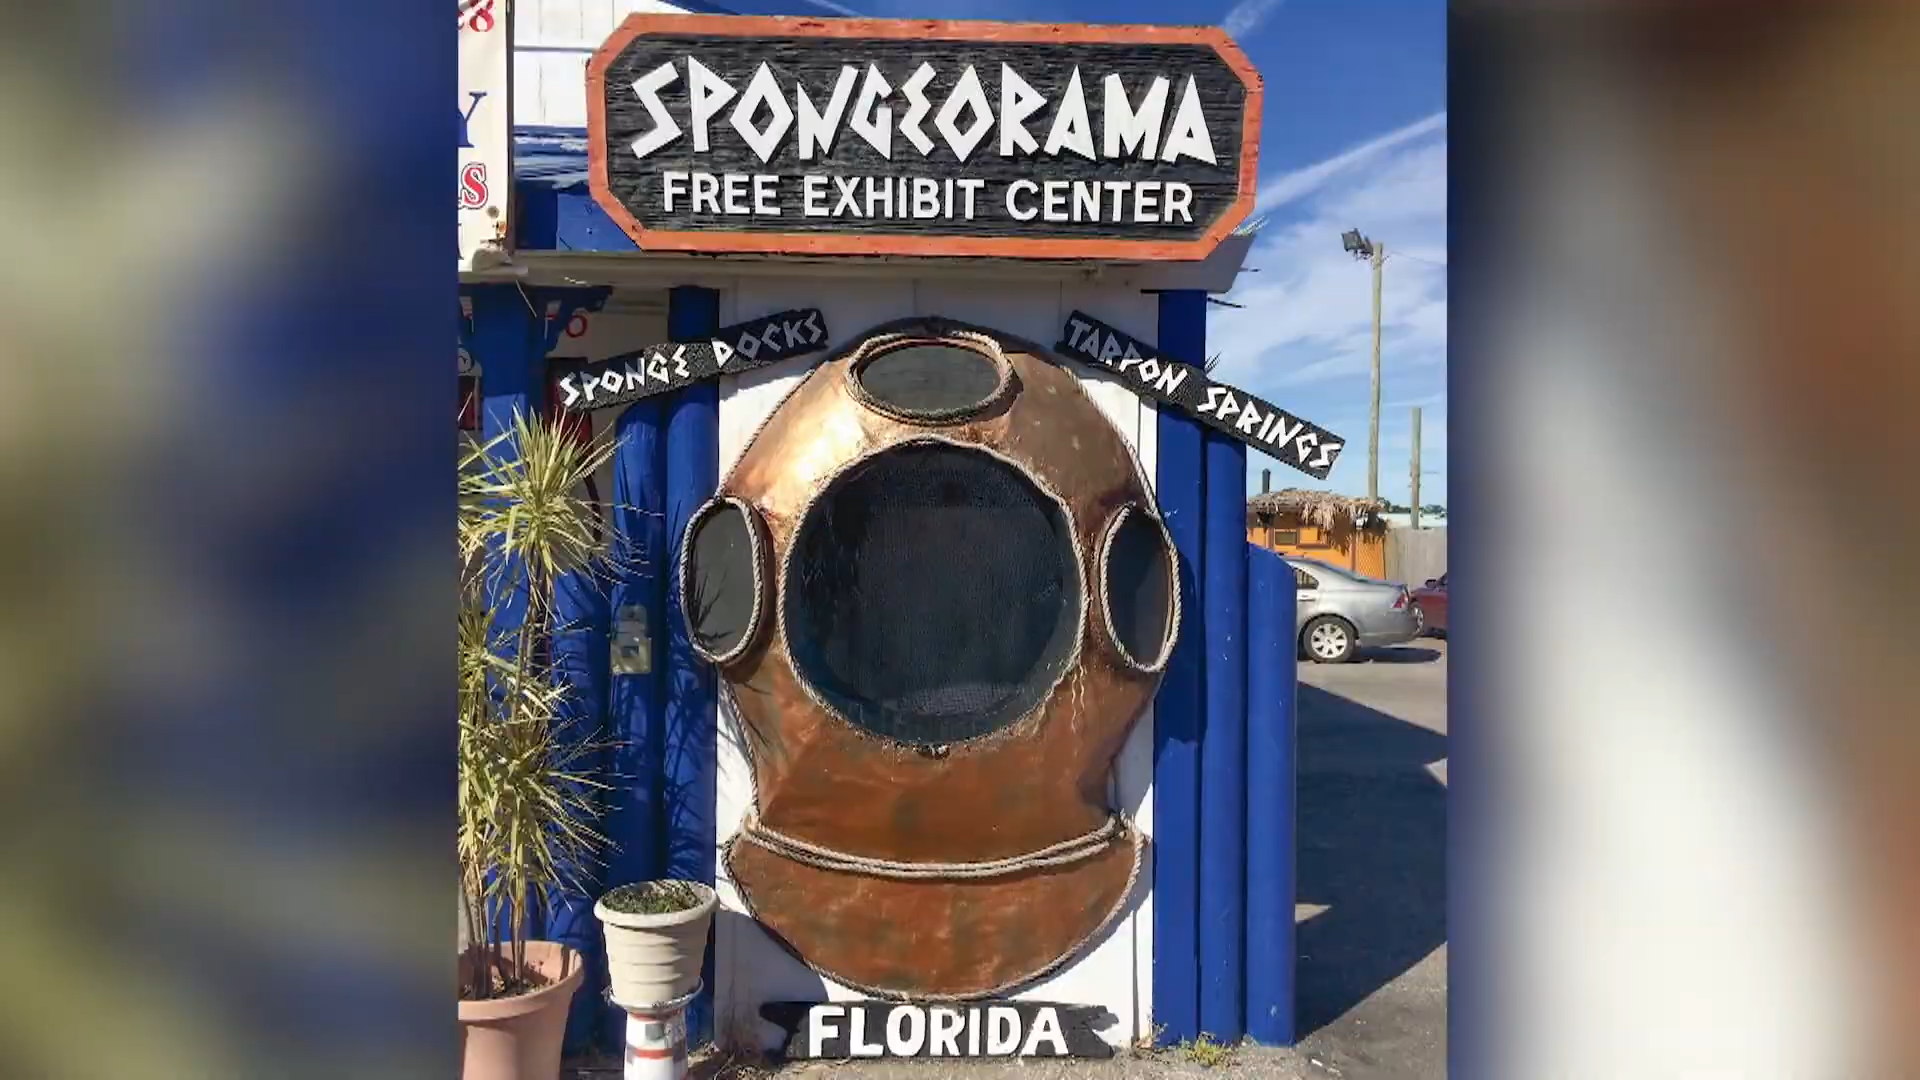 SPONGEORAMA
FREE EXHIBIT CENTER
SPONGE DOCKS
TARPON SPRINGS
FLORIDA